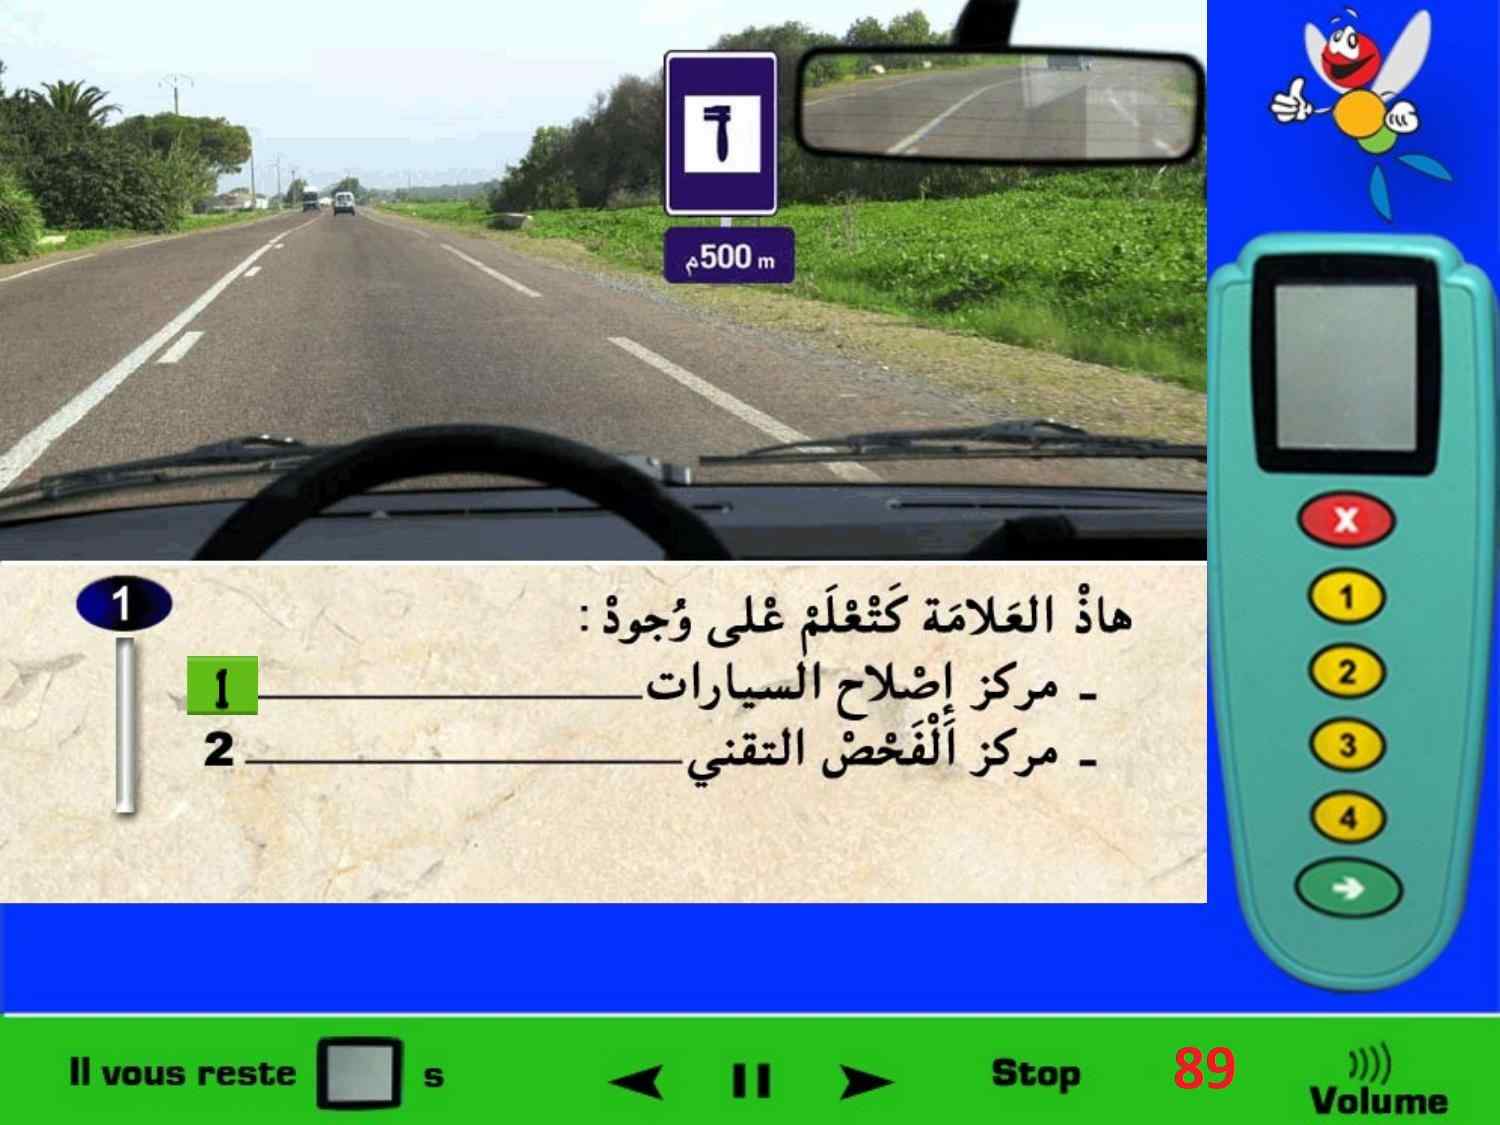 م500 m
1
هاذْ العَلامَة كَتْعْلَمْ عْلى وُجودْ :
ـ مركز إصْلاح السيارات 1
ـ مركز اَلْفَحْصْ التقني 2
X
1
2
3
4
Il vous reste s
Stop
89
Volume